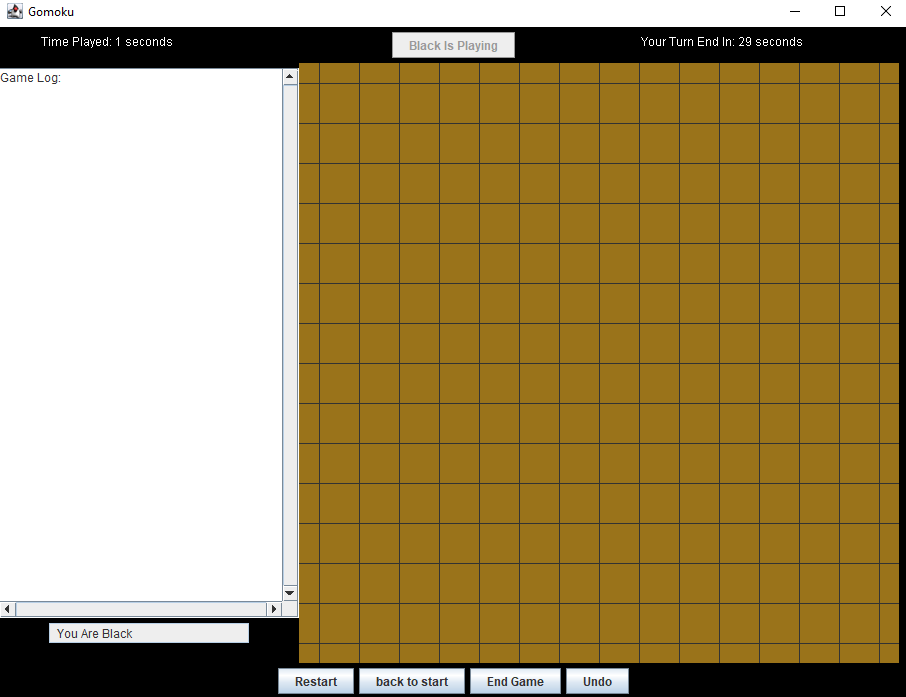 Gomoku
Time Played: 1 seconds
Black Is Playing
Your Turn End In: 29 seconds
Game Log:
You Are Black
Restart
back to start
End Game
Undo